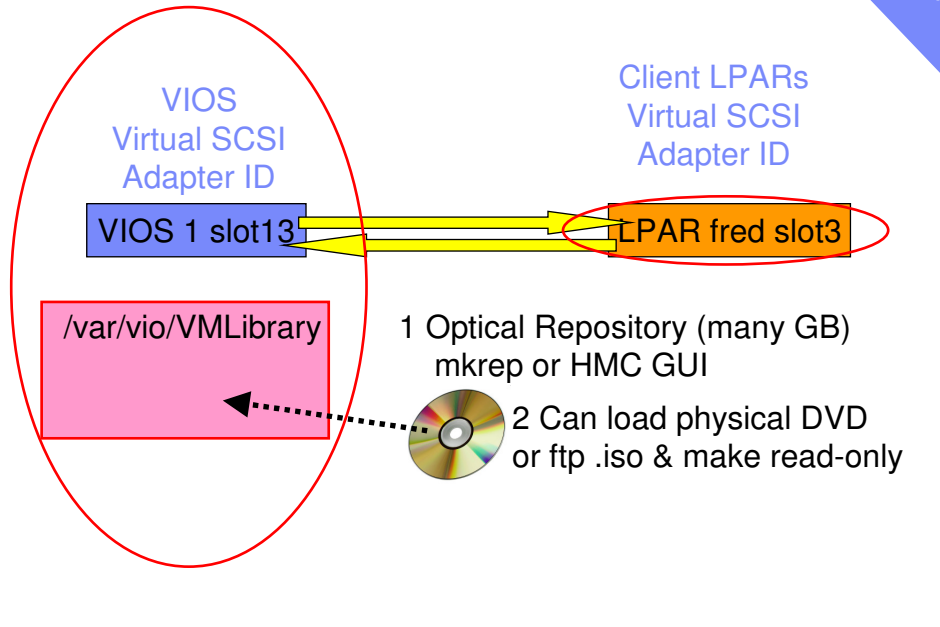 VIOS
Virtual SCSI
Adapter ID
Client LPARs
Virtual SCSI
Adapter ID
VIOS 1 slot13
LPAR fred slot3
/var/vio/VMLibrary
1 Optical Repository (many GB)
mkrep or HMC GUI
2 Can load physical DVD
or ftp .iso & make read-only